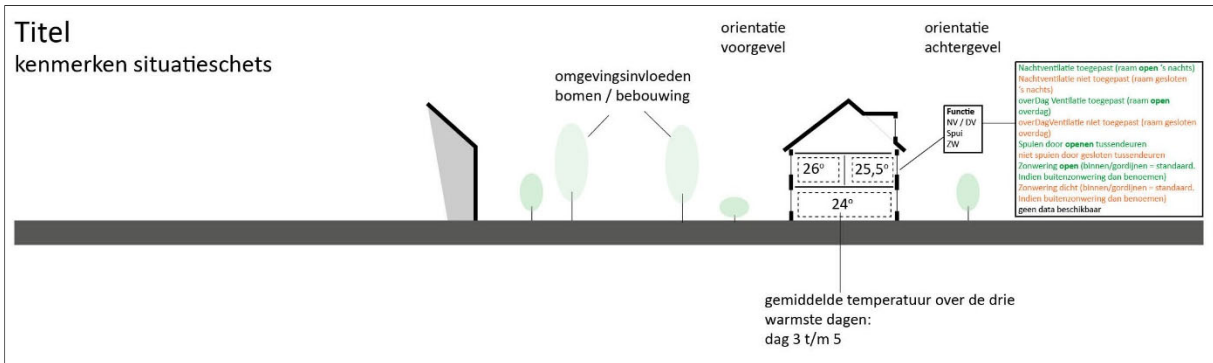 Titel
kenmerken situatieschets
omgevingsinvloeden
bomen / bebouwing
orientatie
voorgevel
orientatie
achtergevel
26°
25,5°
24°
Functie
NV / DV
Spui
ZW
Nachtventilatie toegepast (raam open 's nachts)
Nachtventilatie niet toegepast (raam gesloten
's nachts)
overDag Ventilatie toegepast (raam open
overdag)
overDagVentilatie niet toegepast (raam gesloten
overdag)
Spuien door openen tussendeuren
niet spuien door gesloten tussendeuren
Zonwering open (binnen/gordijnen = standaard.
Indien buitenzonwering dan benoemen)
Zonwering dicht (binnen/gordijnen = standaard.
Indien buitenzonwering dan benoemen)
geen data beschikbaar
gemiddelde temperatuur over de drie
warmste dagen:
dag 3 t/m 5